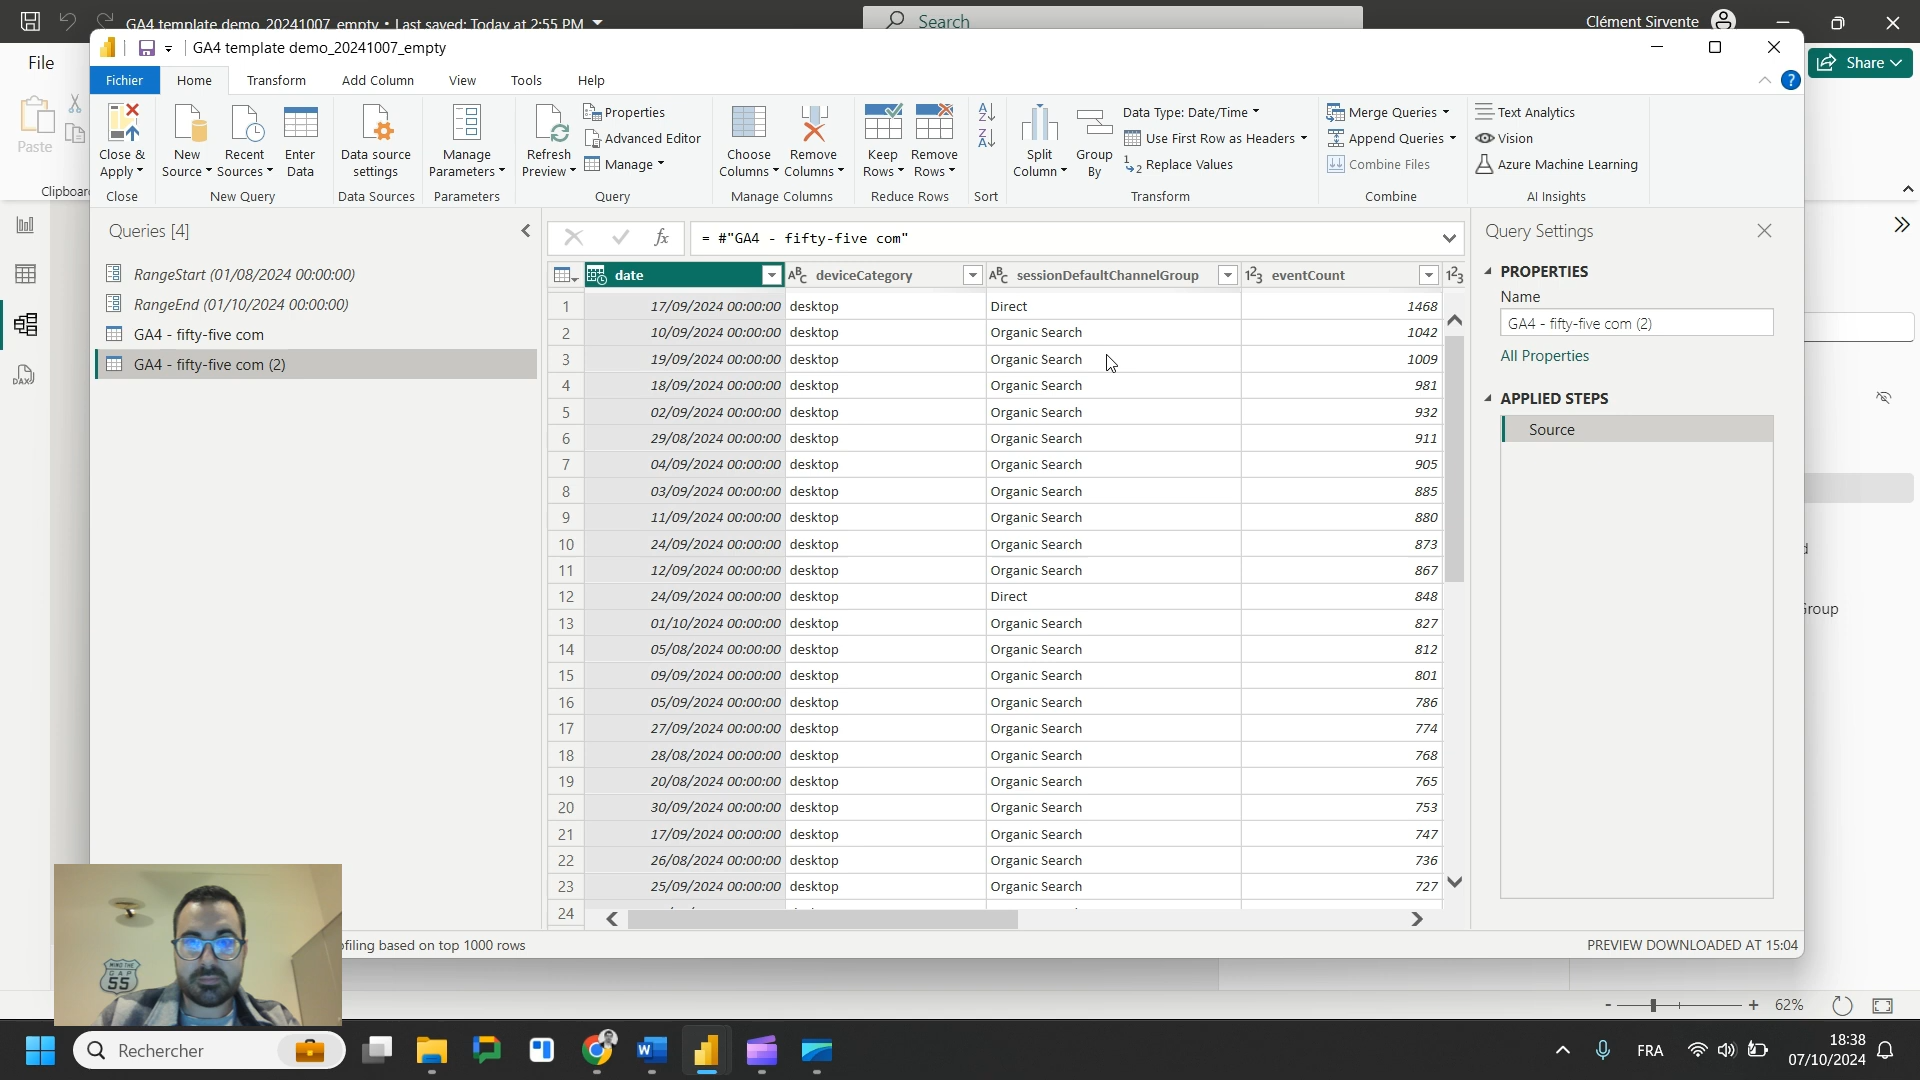 GA4 template demo_20241007_empty • Last saved: Today at 2:55 PM
Search
Clément Sirvente
GA4 template demo_20241007_empty
File
Share
Fichier
Home
Transform
Add Column
View
Tools
Help
Paste
Clipboar
Close &
Apply
Close
New
Source
Recent
Sources
Enter
Data
New Query
Data source
settings
Data Sources
Manage
Parameters
Parameters
Refresh
Preview
Properties
Advanced Editor
Manage
Query
Choose
Columns
Remove
Columns
Manage Columns
Keep
Rows
Remove
Rows
Reduce Rows
Sort
Split
Column
Group
By
Data Type: Date/Time
Use First Row as Headers
Replace Values
Transform
Merge Queries
Append Queries
Combine Files
Combine
Text Analytics
Vision
Azure Machine Learning
AI Insights
Queries [4]
RangeStart (01/08/2024 00:00:00)
RangeEnd (01/10/2024 00:00:00)
GA4 - fifty-five com
GA4 - fifty-five com (2)
fx
= #"GA4 - fifty-five com"
date
ABC deviceCategory
ABC sessionDefaultChannelGroup
123 eventCount
123
1 17/09/2024 00:00:00 desktop Direct 1468
2 10/09/2024 00:00:00 desktop Organic Search 1042
3 19/09/2024 00:00:00 desktop Organic Search 1009
4 18/09/2024 00:00:00 desktop Organic Search 981
5 02/09/2024 00:00:00 desktop Organic Search 932
6 29/08/2024 00:00:00 desktop Organic Search 911
7 04/09/2024 00:00:00 desktop Organic Search 905
8 03/09/2024 00:00:00 desktop Organic Search 885
9 11/09/2024 00:00:00 desktop Organic Search 880
10 24/09/2024 00:00:00 desktop Organic Search 873
11 12/09/2024 00:00:00 desktop Organic Search 867
12 24/09/2024 00:00:00 desktop Direct 848
13 01/10/2024 00:00:00 desktop Organic Search 827
14 05/08/2024 00:00:00 desktop Organic Search 812
15 09/09/2024 00:00:00 desktop Organic Search 801
16 05/09/2024 00:00:00 desktop Organic Search 786
17 27/09/2024 00:00:00 desktop Organic Search 774
18 28/08/2024 00:00:00 desktop Organic Search 768
19 20/08/2024 00:00:00 desktop Organic Search 765
20 30/09/2024 00:00:00 desktop Organic Search 753
21 17/09/2024 00:00:00 desktop Organic Search 747
22 26/08/2024 00:00:00 desktop Organic Search 736
23 25/09/2024 00:00:00 desktop Organic Search 727
24
Query Settings
PROPERTIES
Name
GA4 - fifty-five com (2)
All Properties
APPLIED STEPS
Source
DAX
d
Group
MIND THE
GAP
55
ofiling based on top 1000 rows
PREVIEW DOWNLOADED AT 15:04
- + 62%
Rechercher
FRA
18:38
07/10/2024